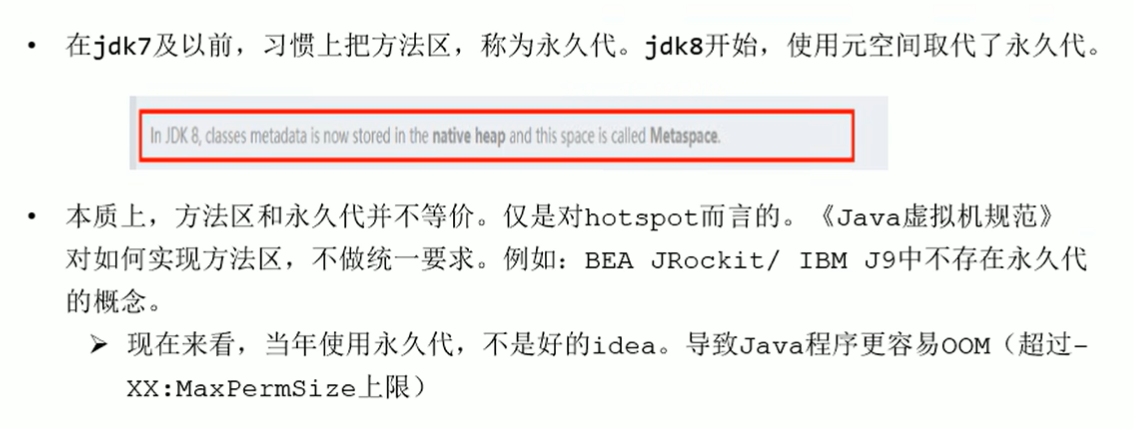 • 在jdk7及以前，习惯上把方法区，称为永久代。jdk8开始，使用元空间取代了永久代。
In JDK 8, classes metadata is now stored in the native heap and this space is called Metaspace.
• 本质上，方法区和永久代并不等价。仅是对hotspot而言的。《Java虚拟机规范》
对如何实现方法区，不做统一要求。例如：BEA JRockit/ IBM J9中不存在永久代
的概念。
➤ 现在来看，当年使用永久代，不是好的idea。导致Java程序更容易OOM（超过-
XX:MaxPermSize上限）